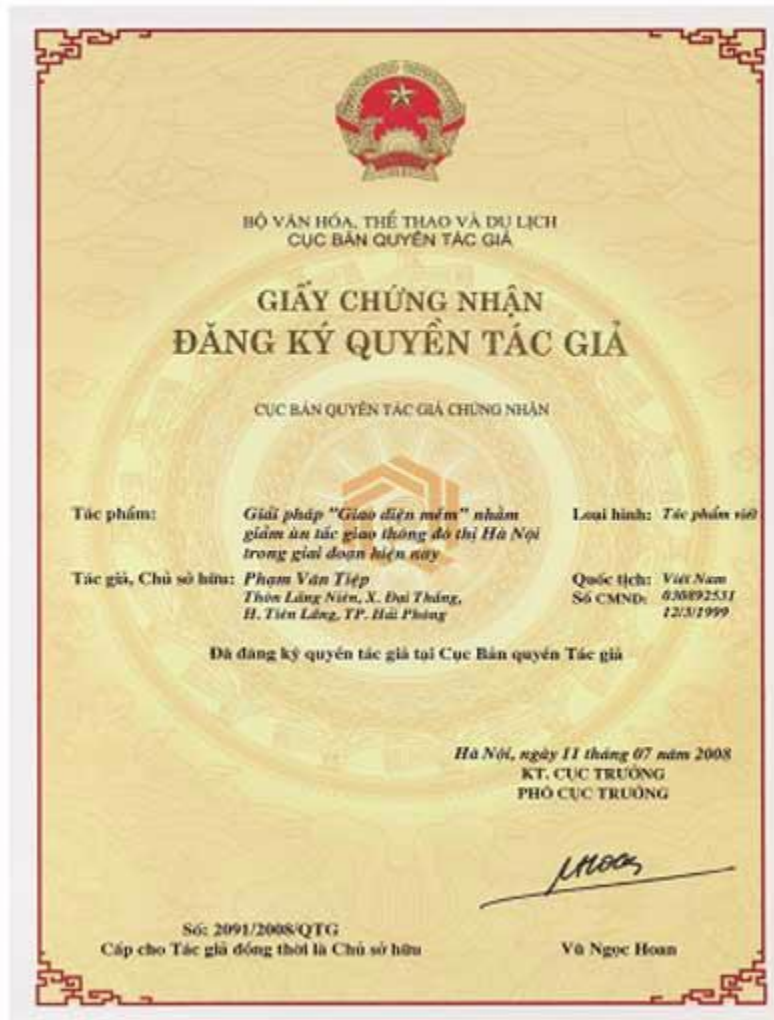 BỘ VĂN HÓA, THỂ THAO VÀ DU LỊCH
CỤC BẢN QUYỀN TÁC GIẢ
GIẤY CHỨNG NHẬN
ĐĂNG KÝ QUYỀN TÁC GIẢ
CỤC BẢN QUYỀN TÁC GIẢ CHỨNG NHẬN
Tác phẩm: Giải pháp "Giao diện mềm" nhằm Loại hình: Tác phẩm viết
giảm ùn tắc giao thông đô thị Hà Nội
trong giai đoạn hiện nay
Tác giả, Chủ sở hữu: Phạm Văn Tiệp Quốc tịch: Việt Nam
Thôn Lãng Niên, X. Đại Thắng, Số CMND: 030892531
H. Tiên Lãng, TP. Hải Phòng 12/3/1999
Đã đăng ký quyền tác giả tại Cục Bản quyền Tác giả
Hà Nội, ngày 11 tháng 07 năm 2008
KT. CỤC TRƯỞNG
PHÓ CỤC TRƯỞNG
Số: 2091/2008/QTG
Cấp cho Tác giả đồng thời là Chủ sở hữu Vũ Ngọc Hoan